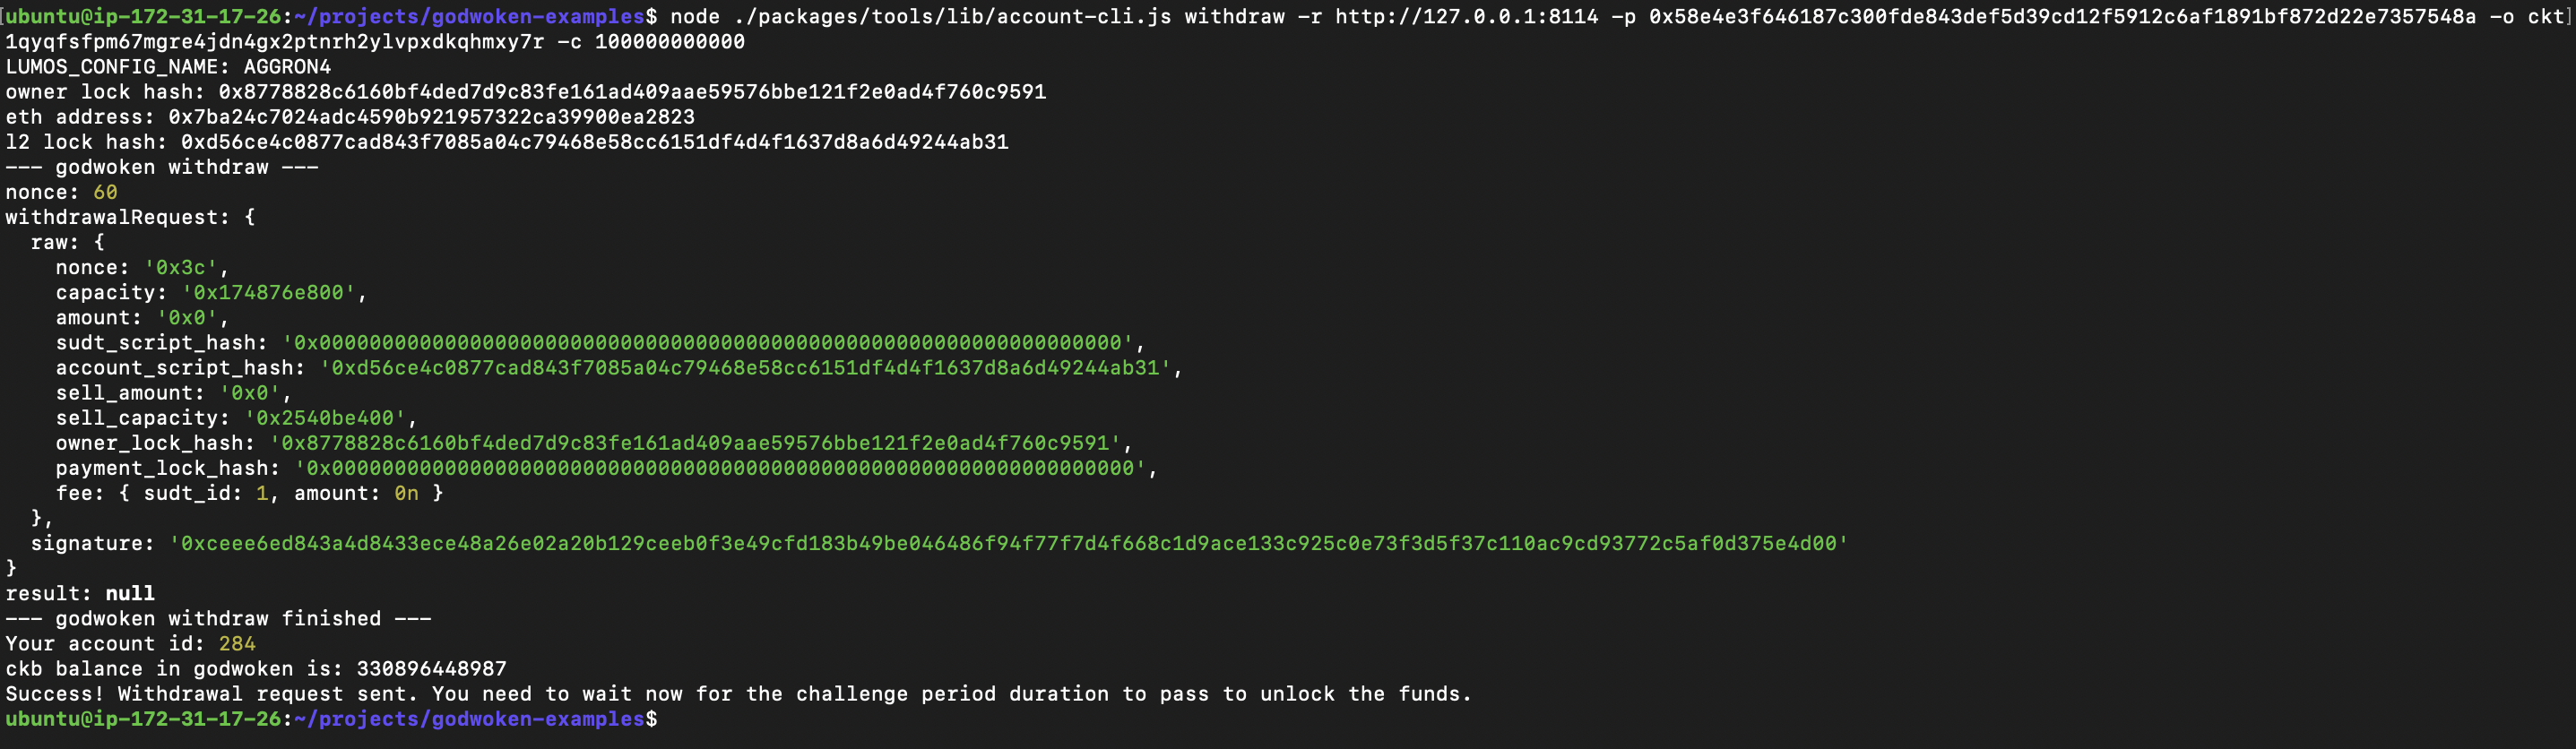 [ubuntu@ip-172-31-17-26:~/projects/godwoken-examples$ node ./packages/tools/lib/account-cli.js withdraw -r http://127.0.0.1:8114 -p 0x58e4e3f646187c300fde843def5d39cd12f5912c6af1891bf872d22e7357548a -o ckt]
1qyqfsfpm67mgre4jdn4gx2ptnrh2ylvpxdkqhmxy7r -c 100000000000
LUMOS_CONFIG_NAME: AGGRON4
owner lock hash: 0x8778828c6160bf4ded7d9c83fe161ad409aae59576bbe121f2e0ad4f760c9591
eth address: 0x7ba24c7024adc4590b921957322ca39900ea2823
l2 lock hash: 0xd56ce4c0877cad843f7085a04c79468e58cc6151df4d4f1637d8a6d49244ab31
--- godwoken withdraw ---
nonce: 60
withdrawalRequest: {
  raw: {
    nonce: '0x3c',
    capacity: '0x174876e800',
    amount: '0x0',
    sudt_script_hash: '0x0000000000000000000000000000000000000000000000000000000000000000',
    account_script_hash: '0xd56ce4c0877cad843f7085a04c79468e58cc6151df4d4f1637d8a6d49244ab31',
    sell_amount: '0x0',
    sell_capacity: '0x2540be400',
    owner_lock_hash: '0x8778828c6160bf4ded7d9c83fe161ad409aae59576bbe121f2e0ad4f760c9591',
    payment_lock_hash: '0x0000000000000000000000000000000000000000000000000000000000000000',
    fee: { sudt_id: 1, amount: 0n }
  },
  signature: '0xceee6ed843a4d8433ece48a26e02a20b129ceeb0f3e49cfd183b49be046486f94f77f7d4f668c1d9ace133c925c0e73f3d5f37c110ac9cd93772c5af0d375e4d00'
}
result: null
--- godwoken withdraw finished ---
Your account id: 284
ckb balance in godwoken is: 330896448987
Success! Withdrawal request sent. You need to wait now for the challenge period duration to pass to unlock the funds.
ubuntu@ip-172-31-17-26:~/projects/godwoken-examples$